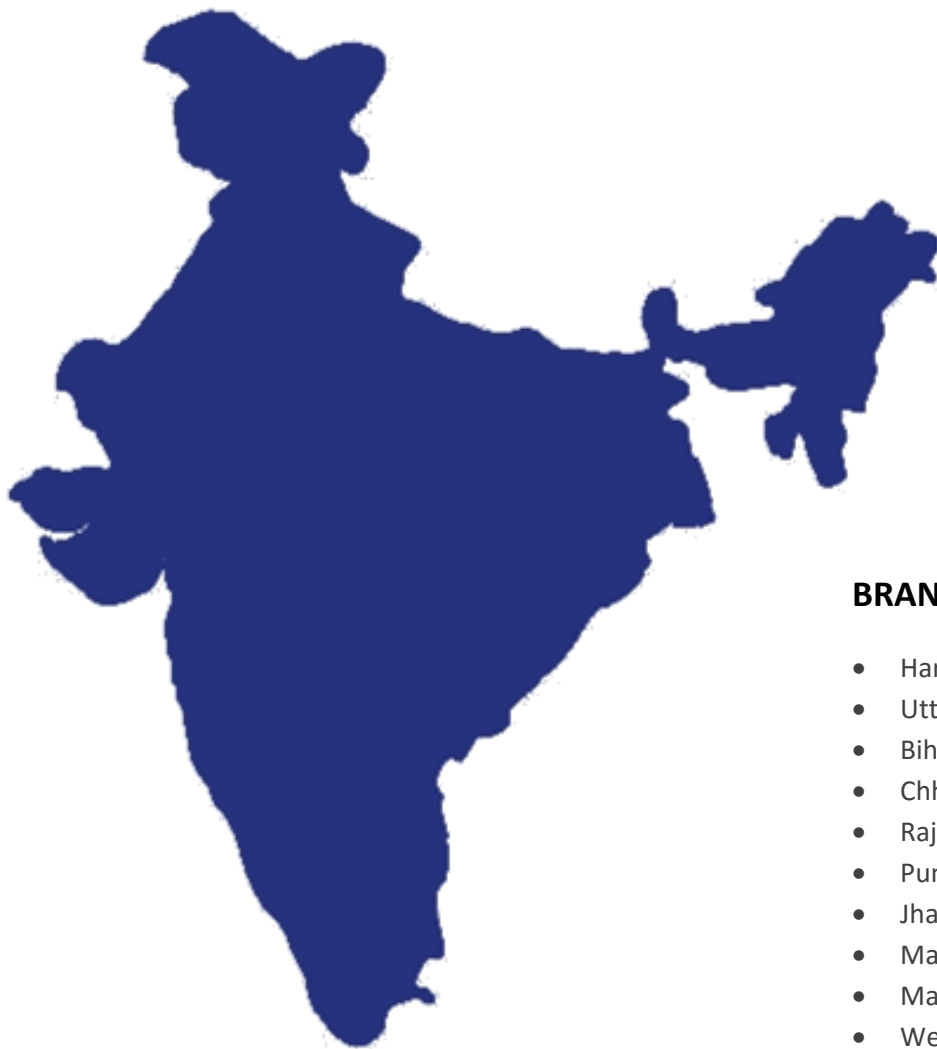 BRAN
• Har
• Utt
• Bih
• Chh
• Raj
• Pun
• Jha
• Ma
• Ma
• We